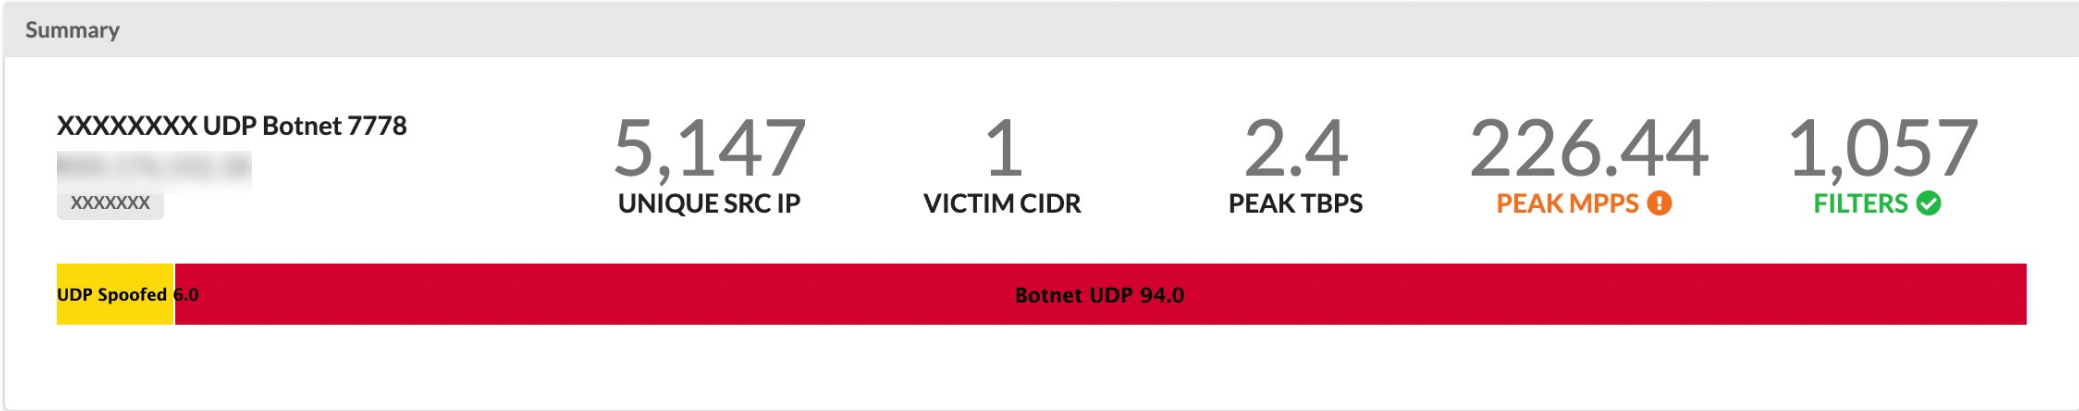 Summary
XXXXXXXX UDP Botnet 7778
XXXXXXX
5,147
UNIQUE SRC IP
1
VICTIM CIDR
2.4
PEAK TBPS
226.44
PEAK MPPS
1,057
FILTERS
UDP Spoofed 6.0
Botnet UDP 94.0